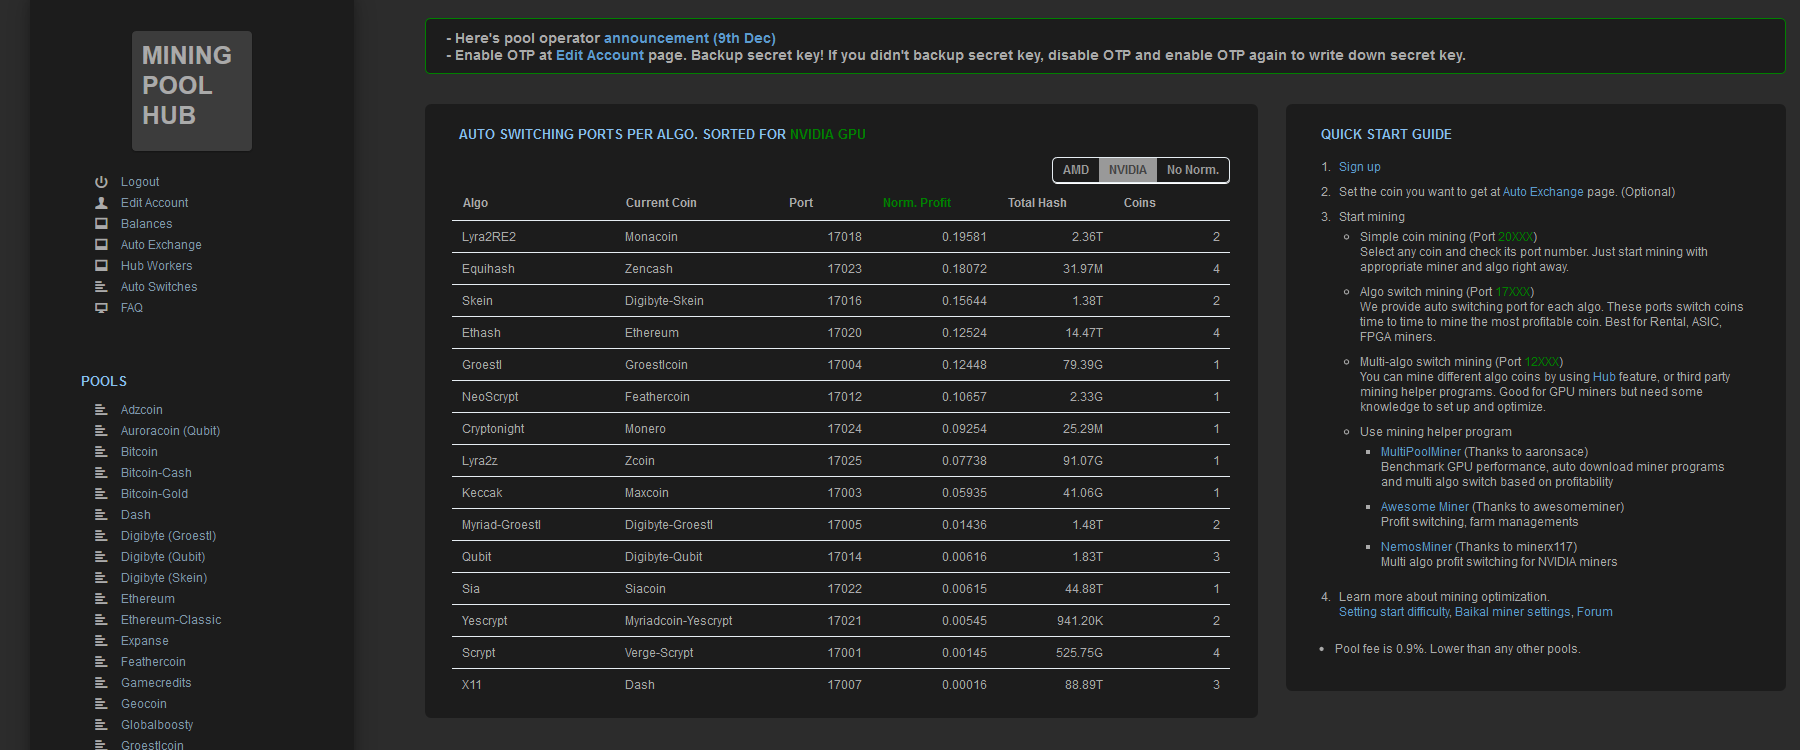 MINING
POOL
HUB
Logout
Edit Account
Balances
Auto Exchange
Hub Workers
Auto Switches
FAQ
POOLS
Adzcoin
Auroracoin (Qubit)
Bitcoin
Bitcoin-Cash
Bitcoin-Gold
Dash
Digibyte (Groestl)
Digibyte (Qubit)
Digibyte (Skein)
Ethereum
Ethereum-Classic
Expanse
Feathercoin
Gamecredits
Geocoin
Globalboosty
Groestlcoin
- Here's pool operator announcement (9th Dec)
- Enable OTP at Edit Account page. Backup secret key! If you didn't backup secret key, disable OTP and enable OTP again to write down secret key.
AUTO SWITCHING PORTS PER ALGO. SORTED FOR NVIDIA GPU
AMD NVIDIA No Norm.
Algo Current Coin Port Norm. Profit Total Hash Coins
Lyra2RE2 Monacoin 17018 0.19581 2.36T 2
Equihash Zencash 17023 0.18072 31.97M 4
Skein Digibyte-Skein 17016 0.15644 1.38T 2
Ethash Ethereum 17020 0.12524 14.47T 4
Groestl Groestlcoin 17004 0.12448 79.39G 1
NeoScrypt Feathercoin 17012 0.10657 2.33G 1
Cryptonight Monero 17024 0.09254 25.29M 1
Lyra2z Zcoin 17025 0.07738 91.07G 1
Keccak Maxcoin 17003 0.05935 41.06G 1
Myriad-Groestl Digibyte-Groestl 17005 0.01436 1.48T 2
Qubit Digibyte-Qubit 17014 0.00616 1.83T 3
Sia Siacoin 17022 0.00615 44.88T 1
Yescrypt Myriadcoin-Yescrypt 17021 0.00545 941.20K 2
Scrypt Verge-Scrypt 17001 0.00145 525.75G 4
X11 Dash 17007 0.00016 88.89T 3
QUICK START GUIDE
1. Sign up
2. Set the coin you want to get at Auto Exchange page. (Optional)
3. Start mining
Simple coin mining (Port 20XXX)
Select any coin and check its port number. Just start mining with
appropriate miner and algo right away.
Algo switch mining (Port 17XXX)
We provide auto switching port for each algo. These ports switch coins
time to time to mine the most profitable coin. Best for Rental, ASIC,
FPGA miners.
Multi-algo switch mining (Port 12XXX)
You can mine different algo coins by using Hub feature, or third party
mining helper programs. Good for GPU miners but need some
knowledge to set up and optimize.
Use mining helper program
MultiPoolMiner (Thanks to aaronsace)
Benchmark GPU performance, auto download miner programs
and multi algo switch based on profitability
Awesome Miner (Thanks to awesomeminer)
Profit switching, farm managements
NemosMiner (Thanks to minerx117)
Multi algo profit switching for NVIDIA miners
4. Learn more about mining optimization.
Setting start difficulty, Baikal miner settings, Forum
Pool fee is 0.9%. Lower than any other pools.